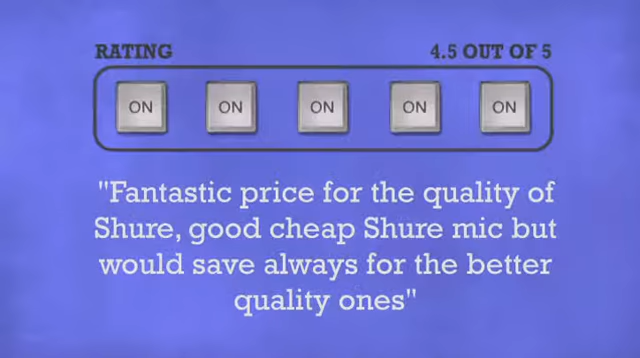 RATING 4.5 OUT OF 5
ON ON ON ON ON
"Fantastic price for the quality of
Shure, good cheap Shure mic but
would save always for the better
quality ones"